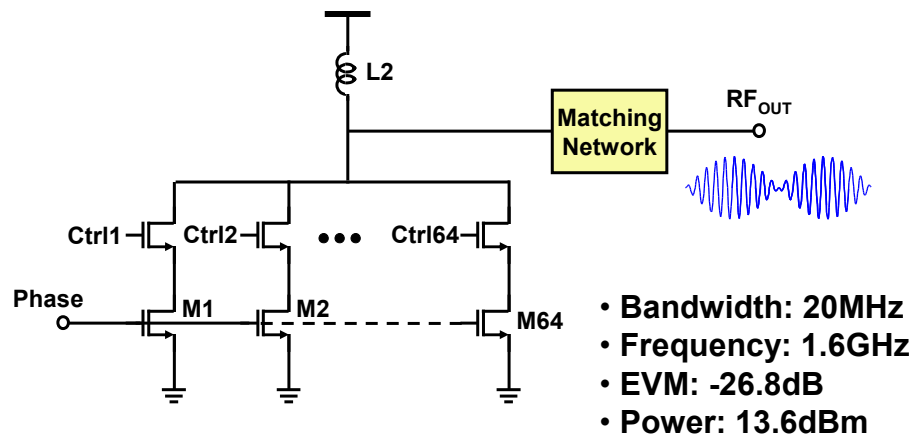 L2
RFOUT
Matching
Network
Ctrl1
Ctrl2
Ctrl64
Phase
M1
M2
M64
• Bandwidth: 20MHz
• Frequency: 1.6GHz
• EVM: -26.8dB
• Power: 13.6dBm